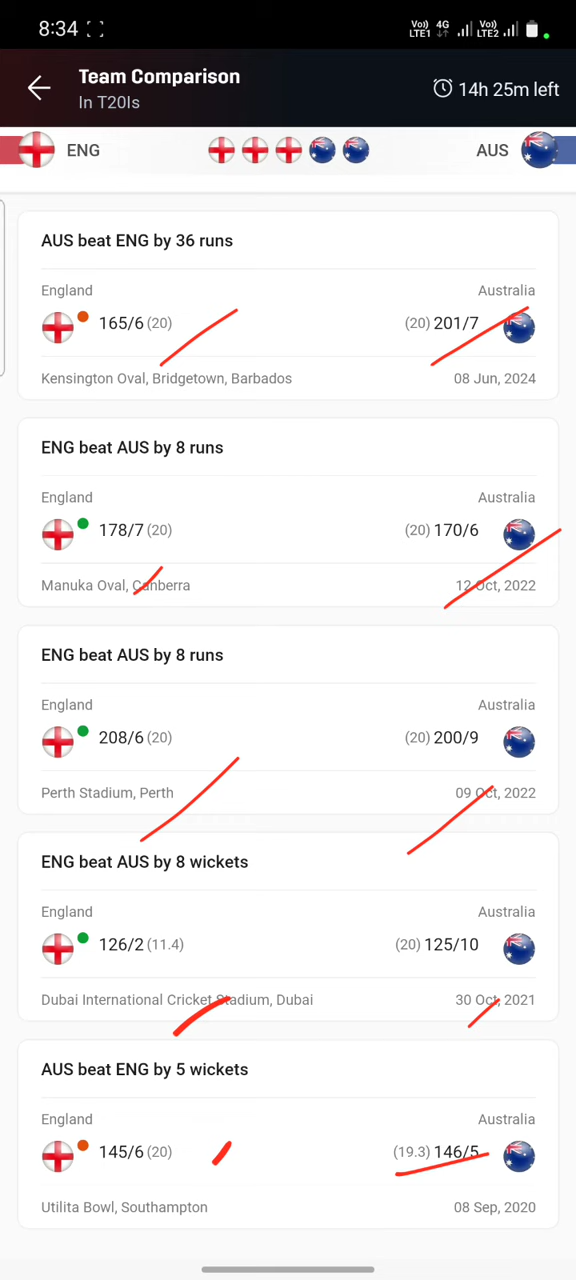 8:34 Vo) LTE1 4G Vo) LTE2
Team Comparison
In T20Is
14h 25m left
ENG AUS
AUS beat ENG by 36 runs
England Australia
165/6 (20) (20) 201/7
Kensington Oval, Bridgetown, Barbados 08 Jun, 2024
ENG beat AUS by 8 runs
England Australia
178/7 (20) (20) 170/6
Manuka Oval, Canberra 12 Oct, 2022
ENG beat AUS by 8 runs
England Australia
208/6 (20) (20) 200/9
Perth Stadium, Perth 09 Oct, 2022
ENG beat AUS by 8 wickets
England Australia
126/2 (11.4) (20) 125/10
Dubai International Cricket Stadium, Dubai 30 Oct, 2021
AUS beat ENG by 5 wickets
England Australia
145/6 (20) (19.3) 146/5
Utilita Bowl, Southampton 08 Sep, 2020